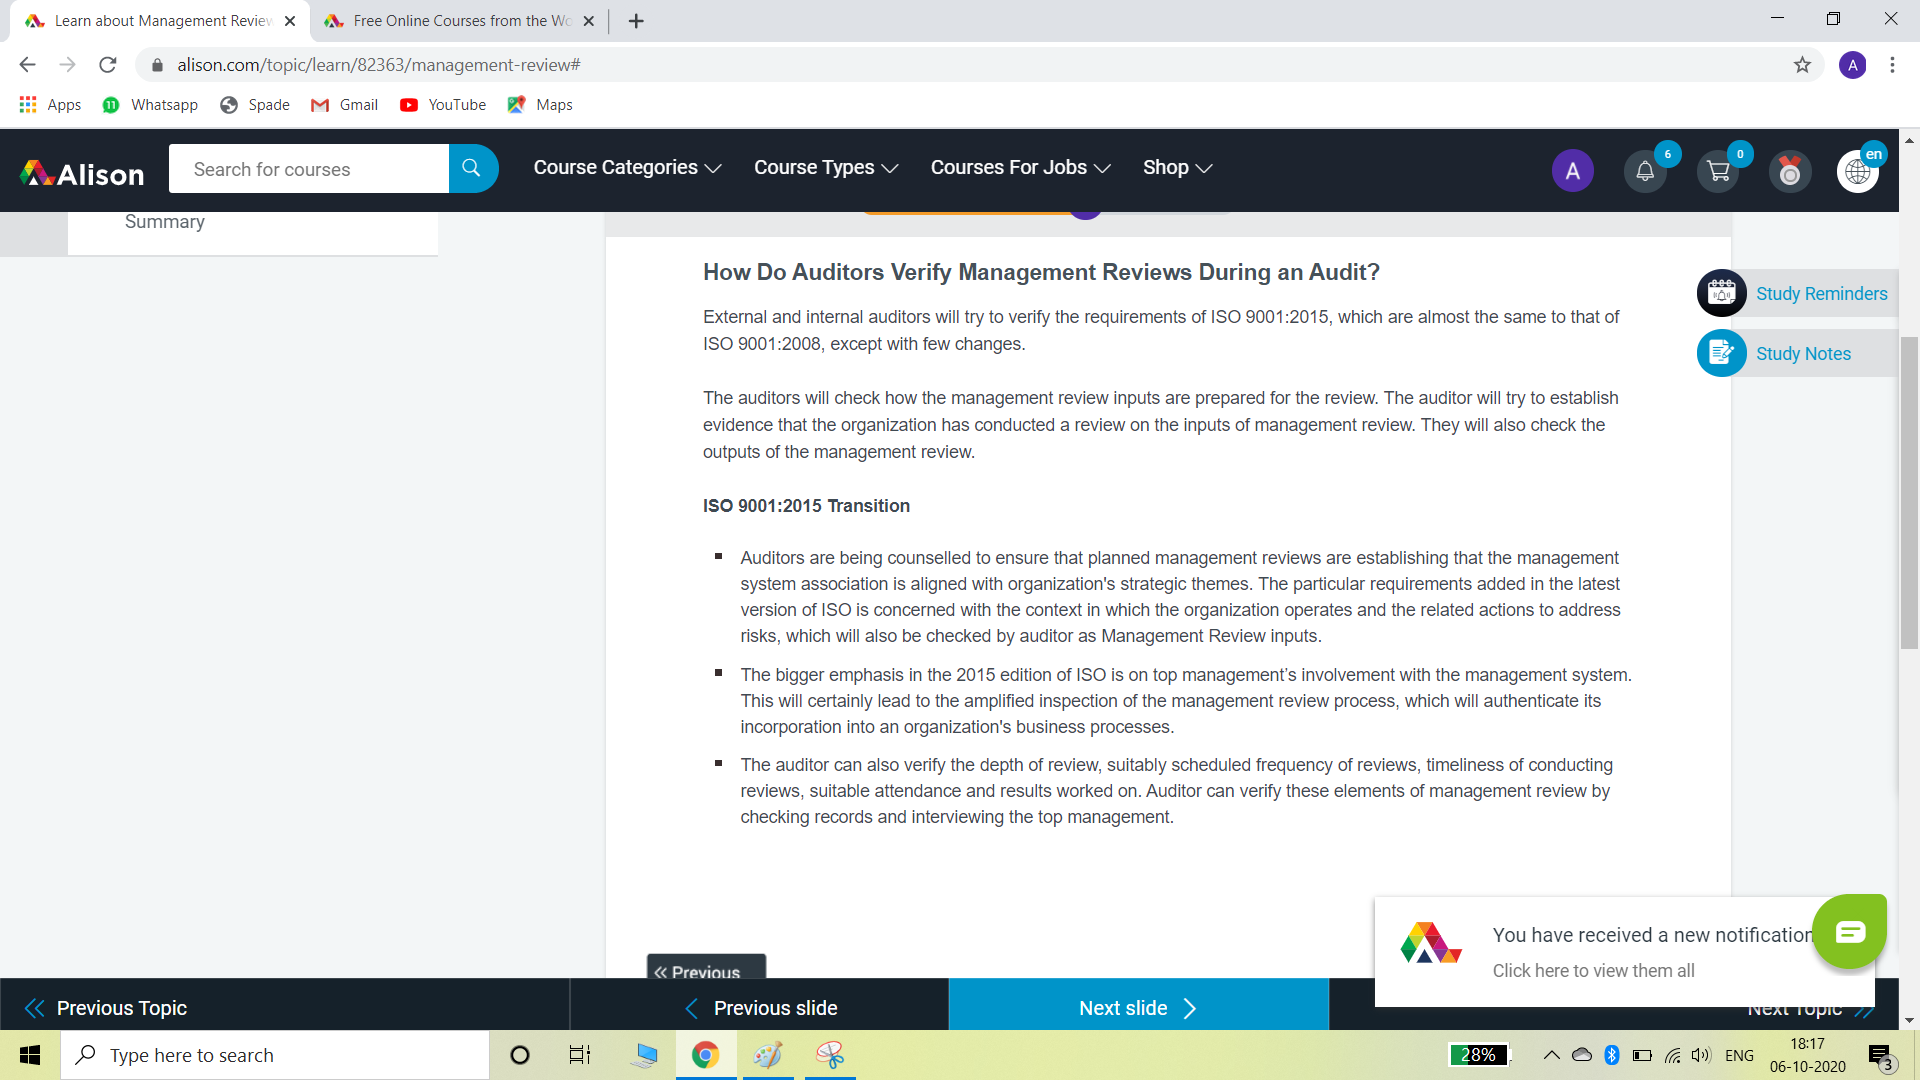 Learn about Management Review
Free Online Courses from the Wo
alison.com/topic/learn/82363/management-review#
A
Apps
11
Whatsapp
Spade
Gmail
YouTube
Maps
Alison
Search for courses
Course Categories
Course Types
Courses For Jobs
Shop
A
6
0
en
Summary
How Do Auditors Verify Management Reviews During an Audit?
External and internal auditors will try to verify the requirements of ISO 9001:2015, which are almost the same to that of
ISO 9001:2008, except with few changes.
The auditors will check how the management review inputs are prepared for the review. The auditor will try to establish
evidence that the organization has conducted a review on the inputs of management review. They will also check the
outputs of the management review.
ISO 9001:2015 Transition
Auditors are being counselled to ensure that planned management reviews are establishing that the management
system association is aligned with organization's strategic themes. The particular requirements added in the latest
version of ISO is concerned with the context in which the organization operates and the related actions to address
risks, which will also be checked by auditor as Management Review inputs.
The bigger emphasis in the 2015 edition of ISO is on top management’s involvement with the management system.
This will certainly lead to the amplified inspection of the management review process, which will authenticate its
incorporation into an organization's business processes.
The auditor can also verify the depth of review, suitably scheduled frequency of reviews, timeliness of conducting
reviews, suitable attendance and results worked on. Auditor can verify these elements of management review by
checking records and interviewing the top management.
Study Reminders
Study Notes
You have received a new notification
Click here to view them all
Previous
Previous Topic
Previous slide
Next slide
Next Topic
Type here to search
28%
ENG
18:17
06-10-2020
3